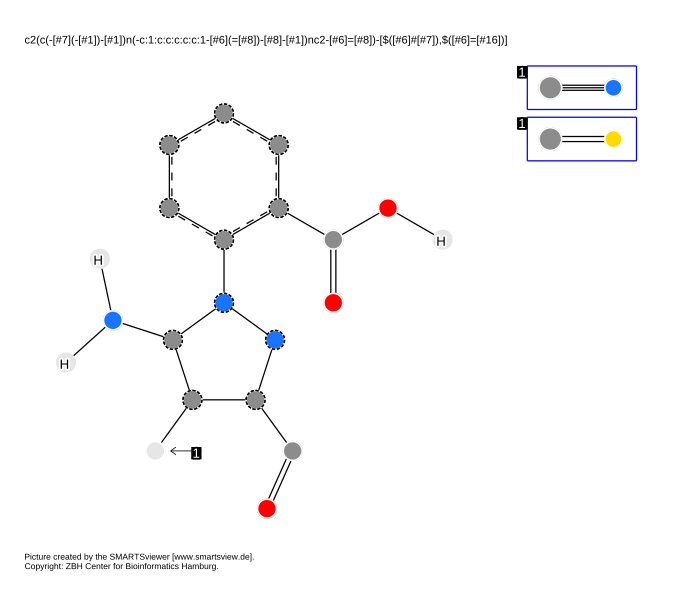 c2(c(-[#7](-[#1])-[#1])n(-c:1:c:c:c:c:c:1-[#6](=[#8])-[#8]-[#1])nc2-[#6]=[#8])-[$([#6]#[#7]),$([#6]=[#16])]
1
1
H
H
H
1
Picture created by the SMARTSviewer [www.smartsview.de].
Copyright: ZBH Center for Bioinformatics Hamburg.